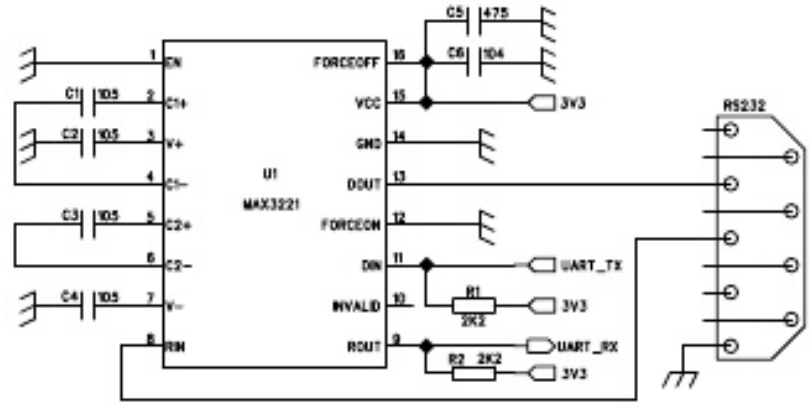 C5 475
C6 104
1 EN FORCEOFF 16
C1 105 2 C1+ VCC 15 3V3
RS232
C2 105 3 V+ GND 14
U1
4 C1- DOUT 13
MAX3221
C3 105 5 C2+ FORCEON 12
6 C2- DIN 11 UART_TX
R1
C4 105 7 V- INVALID 10 3V3
2K2
8 RIN ROUT 9 UART_RX
R2 2K2
3V3